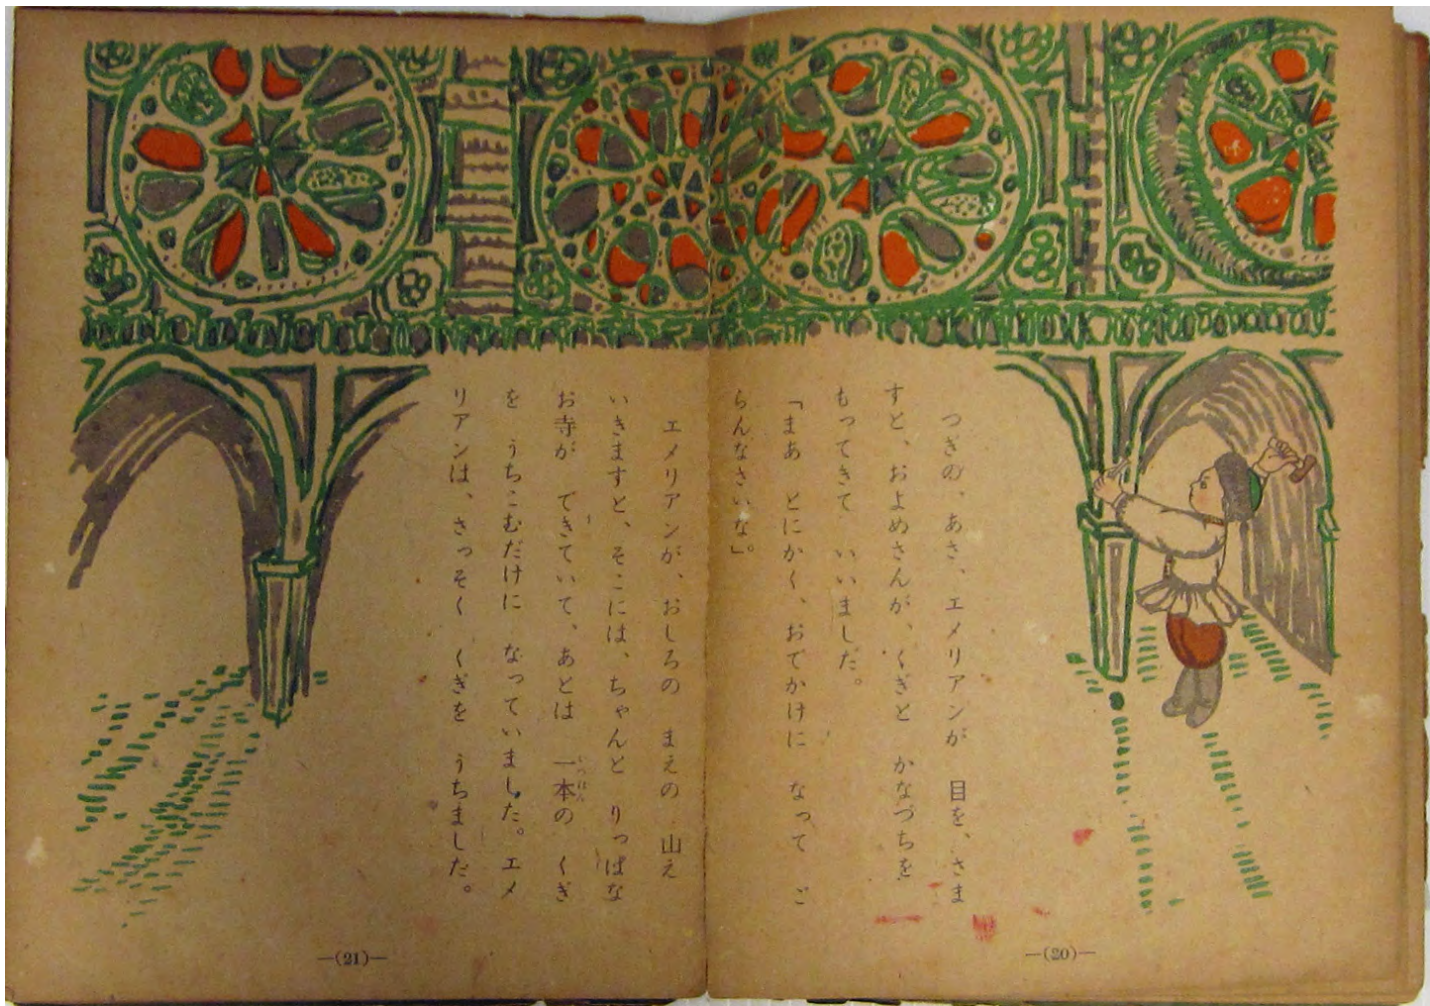 つぎの、あさ、エメリアンが　目を、さま
すと、およめさんが、くぎと　かなづちを
もってきて　いいました。
「まあ　とにかく、おでかけに　なって　ご
らんなさいな」。
—(20)—
エメリアンが、おしろの　まえの　山え
いきますと、そこには、ちゃんと　りっぱな
お寺が　できていて、あとは　一本の　くぎ
を　うちこむだけに　なっていました。エメ
リアンは、さっそく　くぎを　うちました。
いっぽん
—(21)—